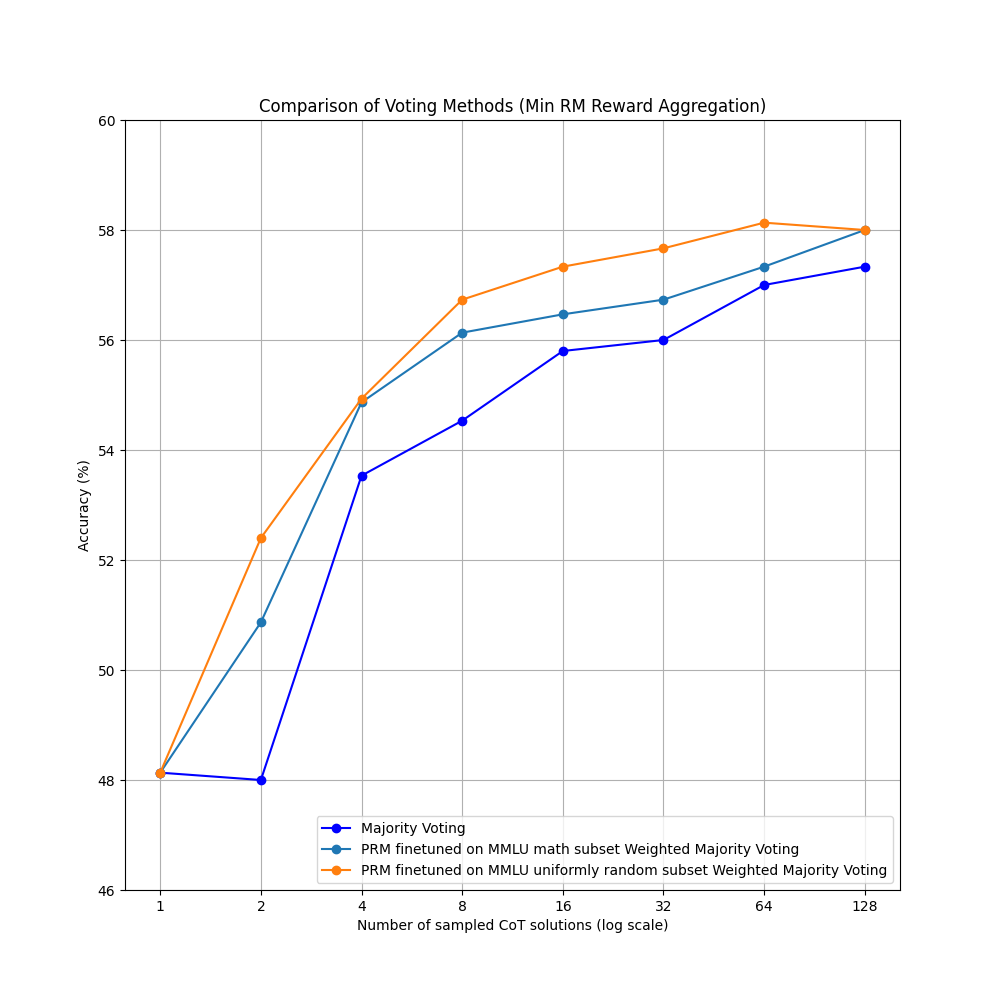 Comparison of Voting Methods (Min RM Reward Aggregation)
60
58
56
54
52
50
48
46
Accuracy (%)
Majority Voting
PRM finetuned on MMLU math subset Weighted Majority Voting
PRM finetuned on MMLU uniformly random subset Weighted Majority Voting
1 2 4 8 16 32 64 128
Number of sampled CoT solutions (log scale)